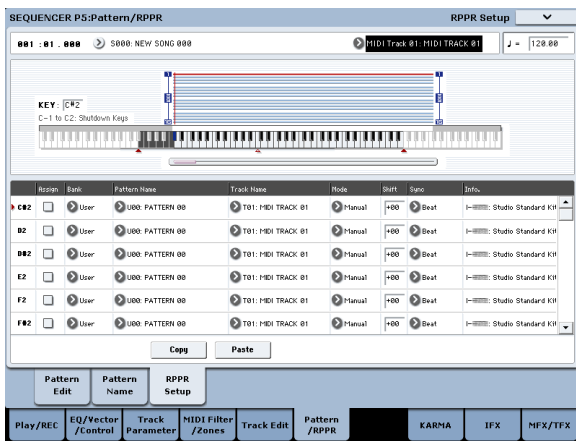 SEQUENCER P5:Pattern/RPPR RPPR Setup
001 :01 . 000 S000: NEW SONG 000 MIDI Track 01: MIDI TRACK 01 ♩= 120.00
KEY: C#2
C-1 to C2: Shutdown Keys
Assign Bank Pattern Name Track Name Mode Shift Sync Info.
C#2 User U00: PATTERN 00 T01: MIDI TRACK 01 Manual +00 Beat : Studio Standard Kit
D2 User U00: PATTERN 00 T01: MIDI TRACK 01 Manual +00 Beat : Studio Standard Kit
D#2 User U00: PATTERN 00 T01: MIDI TRACK 01 Manual +00 Beat : Studio Standard Kit
E2 User U00: PATTERN 00 T01: MIDI TRACK 01 Manual +00 Beat : Studio Standard Kit
F2 User U00: PATTERN 00 T01: MIDI TRACK 01 Manual +00 Beat : Studio Standard Kit
F#2 User U00: PATTERN 00 T01: MIDI TRACK 01 Manual +00 Beat : Studio Standard Kit
Copy Paste
Pattern Edit Pattern Name RPPR Setup
Play/REC EQ/Vector /Control Track Parameter MIDI Filter /Zones Track Edit Pattern /RPPR KARMA IFX MFX/TFX